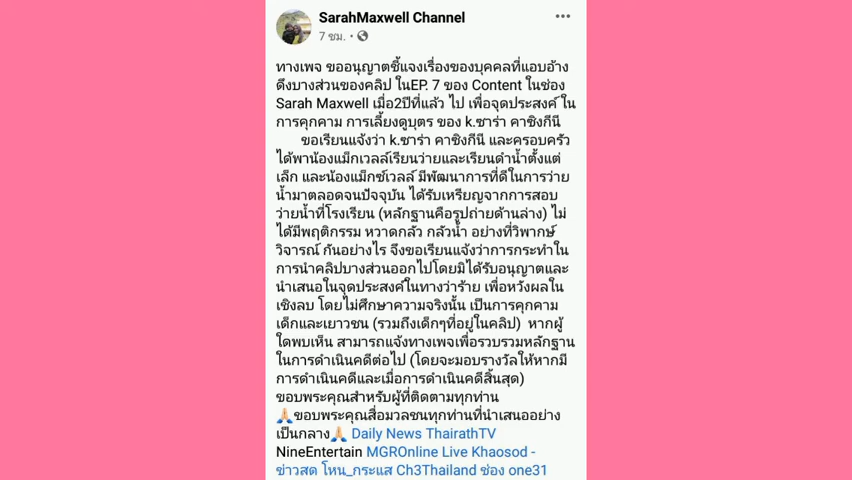 SarahMaxwell Channel
7 ชม.
ทางเพจ ขออนุญาตชี้แจงเรื่องของบุคคลที่แอบอ้าง
ดึงบางส่วนของคลิป ในEP. 7 ของ Content ในช่อง
Sarah Maxwell เมื่อ2ปีที่แล้ว ไป เพื่อจุดประสงค์ ใน
การคุกคาม การเลี้ยงดูบุตร ของ k.ซาร่า คาซิงกีนี
ขอเรียนแจ้งว่า k.ซาร่า คาซิงกีนี และครอบครัว
ได้พาน้องแม็กเวลล์เรียนว่ายและเรียนดำน้ำตั้งแต่
เล็ก และน้องแม็กซ์เวลล์ มีพัฒนาการที่ดีในการว่าย
น้ำมาตลอดจนปัจจุบัน ได้รับเหรียญจากการสอบ
ว่ายน้ำที่โรงเรียน (หลักฐานคือรูปถ่ายด้านล่าง) ไม่
ได้มีพฤติกรรม หวาดกลัว กลัวน้ำ อย่างที่วิพากษ์
วิจารณ์ กันอย่างไร จึงขอเรียนแจ้งว่าการกระทำใน
การนำคลิปบางส่วนออกไปโดยมิได้รับอนุญาตและ
นำเสนอในจุดประสงค์ในทางว่าร้าย เพื่อหวังผลใน
เชิงลบ โดยไม่ศึกษาความจริงนั้น เป็นการคุกคาม
เด็กและเยาวชน (รวมถึงเด็กๆที่อยู่ในคลิป) หากผู้
ใดพบเห็น สามารถแจ้งทางเพจเพื่อรวบรวมหลักฐาน
ในการดำเนินคดีต่อไป (โดยจะมอบรางวัลให้หากมี
การดำเนินคดีและเมื่อการดำเนินคดีสิ้นสุด)
ขอบพระคุณสำหรับผู้ที่ติดตามทุกท่าน
🙏ขอบพระคุณสื่อมวลชนทุกท่านที่นำเสนออย่าง
เป็นกลาง🙏 Daily News ThairathTV
NineEntertain MGROnline Live Khaosod -
ข่าวสด โหน_กระแส Ch3Thailand ช่อง one31